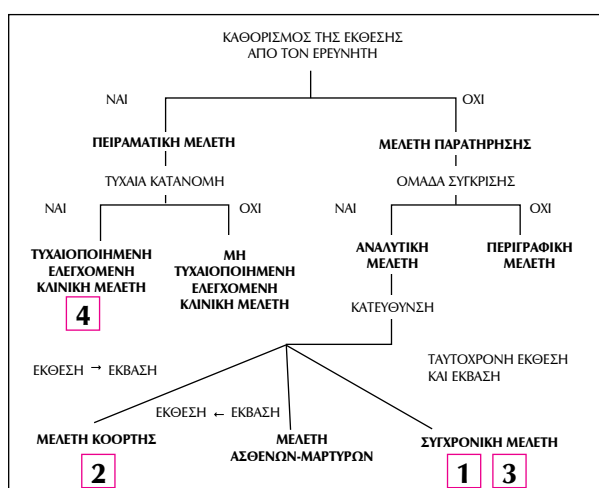 ΚΑΘΟΡΙΣΜΟΣ ΤΗΣ ΕΚΘΕΣΗΣ
ΑΠΟ ΤΟΝ ΕΡΕΥΝΗΤΗ
ΝΑΙ
ΟΧΙ
ΠΕΙΡΑΜΑΤΙΚΗ ΜΕΛΕΤΗ
ΜΕΛΕΤΗ ΠΑΡΑΤΗΡΗΣΗΣ
ΤΥΧΑΙΑ ΚΑΤΑΝΟΜΗ
ΟΜΑΔΑ ΣΥΓΚΡΙΣΗΣ
ΝΑΙ
ΟΧΙ
ΝΑΙ
ΟΧΙ
ΤΥΧΑΙΟΠΟΙΗΜΕΝΗ
ΕΛΕΓΧΟΜΕΝΗ
ΚΛΙΝΙΚΗ ΜΕΛΕΤΗ
4
ΜΗ
ΤΥΧΑΙΟΠΟΙΗΜΕΝΗ
ΕΛΕΓΧΟΜΕΝΗ
ΚΛΙΝΙΚΗ ΜΕΛΕΤΗ
ΑΝΑΛΥΤΙΚΗ
ΜΕΛΕΤΗ
ΠΕΡΙΓΡΑΦΙΚΗ
ΜΕΛΕΤΗ
ΚΑΤΕΥΘΥΝΣΗ
ΕΚΘΕΣΗ → ΕΚΒΑΣΗ
ΤΑΥΤΟΧΡΟΝΗ ΕΚΘΕΣΗ
ΚΑΙ ΕΚΒΑΣΗ
ΕΚΘΕΣΗ ← ΕΚΒΑΣΗ
ΜΕΛΕΤΗ ΚΟΟΡΤΗΣ
2
ΜΕΛΕΤΗ
ΑΣΘΕΝΩΝ-ΜΑΡΤΥΡΩΝ
ΣΥΓΧΡΟΝΙΚΗ ΜΕΛΕΤΗ
1 3